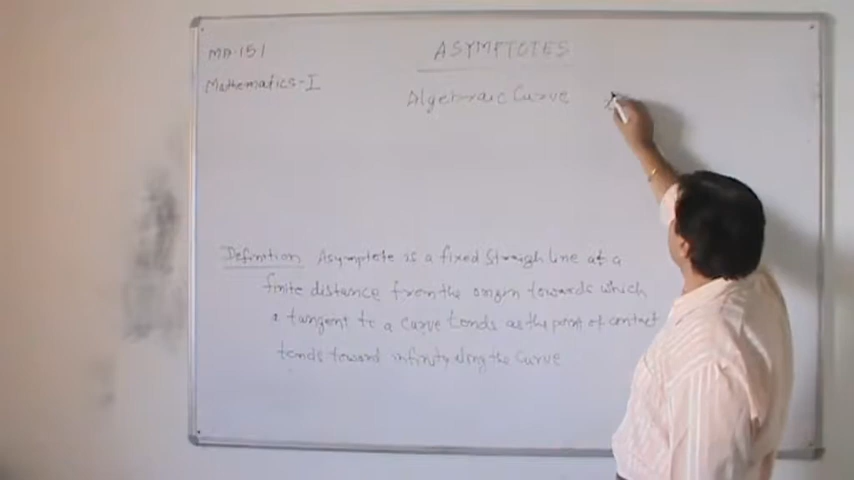 MA-151
ASYMPTOTES
Mathematics-I
Algebraic Curve
Definition Asymptote is a fixed Straigh line at a
finite distance from the origin towards which
a tangent to a curve tends as the point of contact
tends toward infinity along the curve